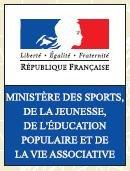 Liberté • Égalité • Fraternité
RÉPUBLIQUE FRANÇAISE
MINISTÈRE DES SPORTS,
DE LA JEUNESSE,
DE L'ÉDUCATION
POPULAIRE ET DE
LA VIE ASSOCIATIVE